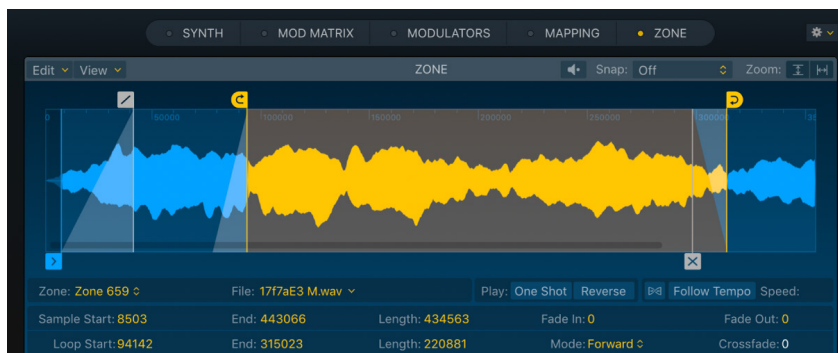 SYNTH MOD MATRIX MODULATORS MAPPING ZONE
Edit View ZONE Snap: Off Zoom:
0 50000 100000 150000 200000 250000 300000
Zone: Zone 659 File: 17f7aE3 M.wav Play: One Shot Reverse Follow Tempo Speed:
Sample Start: 8503 End: 443066 Length: 434563 Fade In: 0 Fade Out: 0
Loop Start: 94142 End: 315023 Length: 220881 Mode: Forward Crossfade: 0